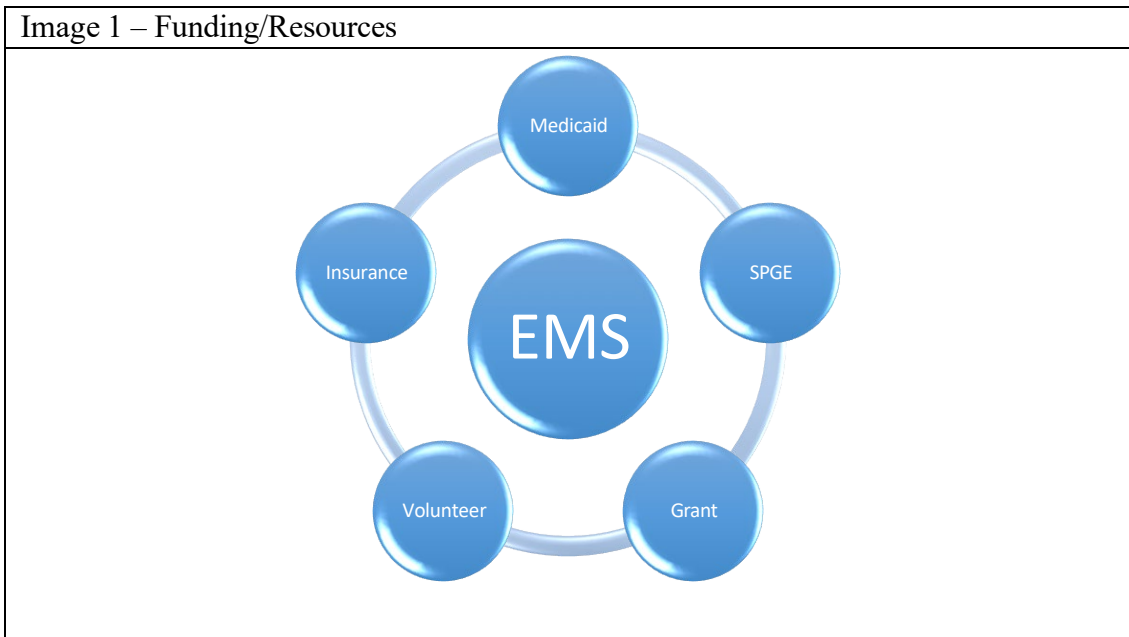 Image 1 – Funding/Resources
Medicaid
Insurance
SPGE
EMS
Volunteer
Grant